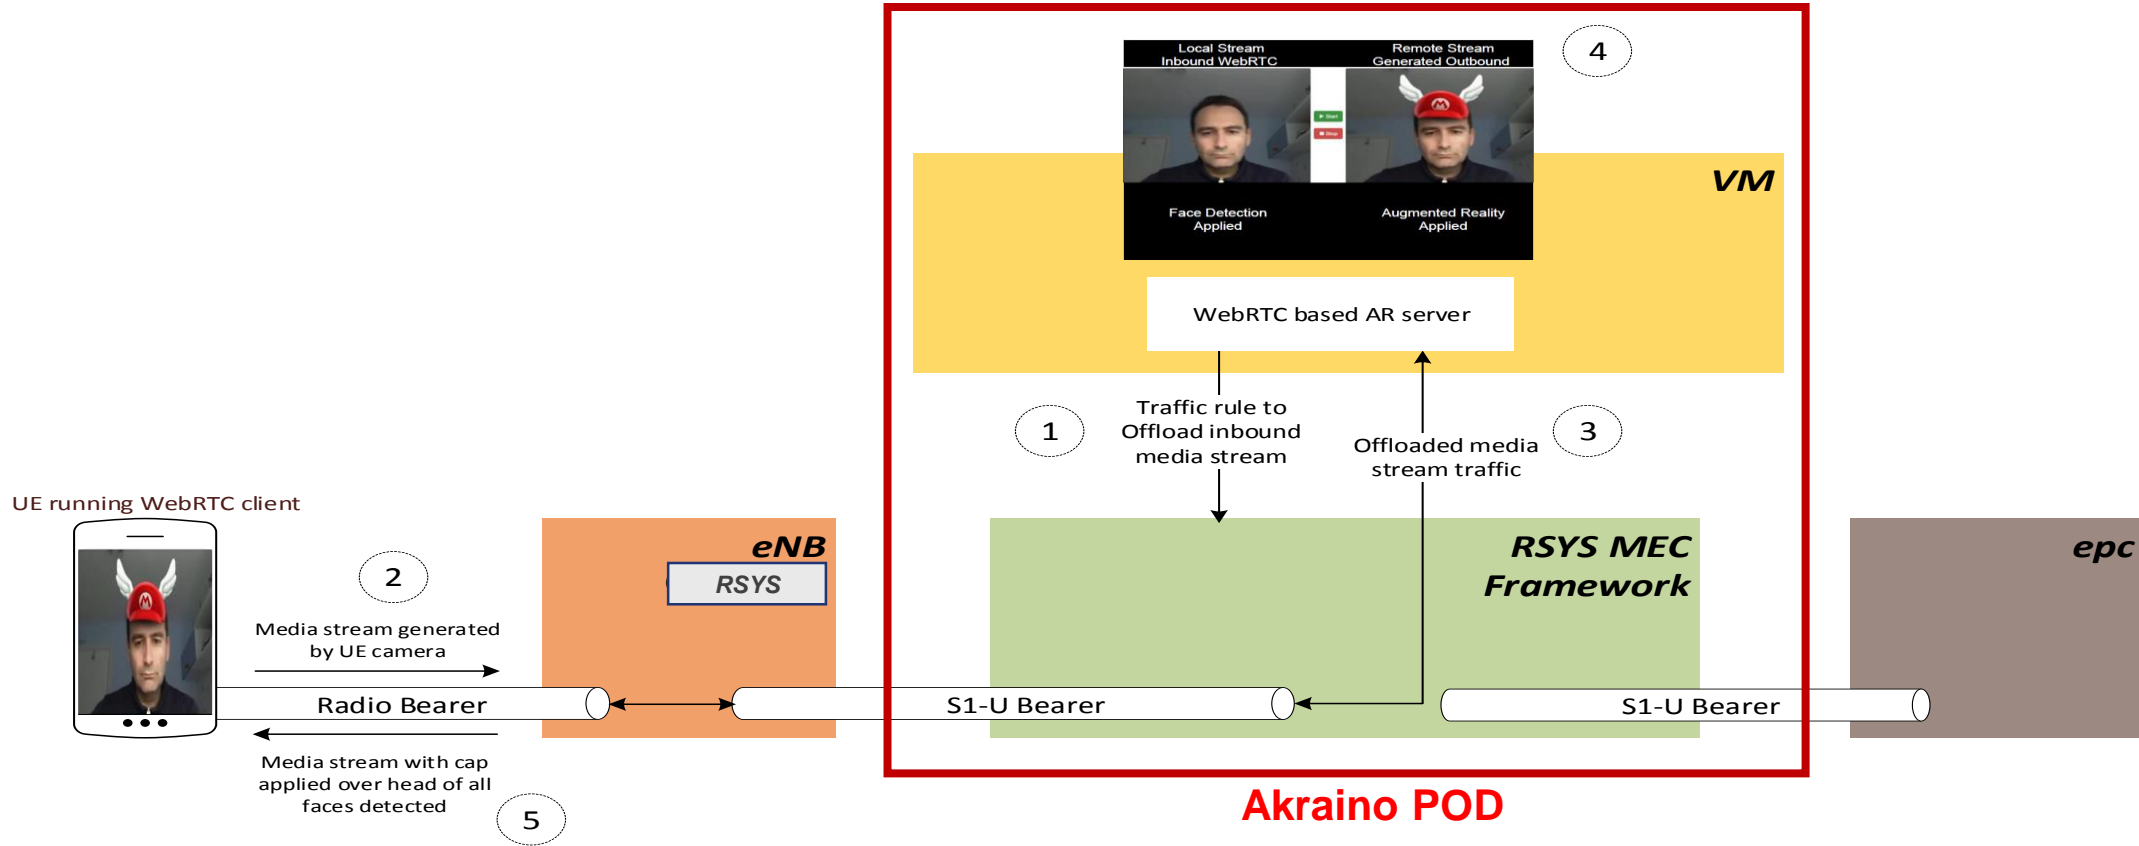 Local Stream
Inbound WebRTC
Remote Stream
Generated Outbound
4
Start
Stop
VM
Face Detection
Applied
Augmented Reality
Applied
WebRTC based AR server
1
Traffic rule to
Offload inbound
media stream
Offloaded media
stream traffic
3
UE running WebRTC client
M
2
Media stream generated
by UE camera
Radio Bearer
Media stream with cap
applied over head of all
faces detected
5
eNB
RSYS
RSYS MEC
Framework
S1-U Bearer
S1-U Bearer
epc
Akraino POD